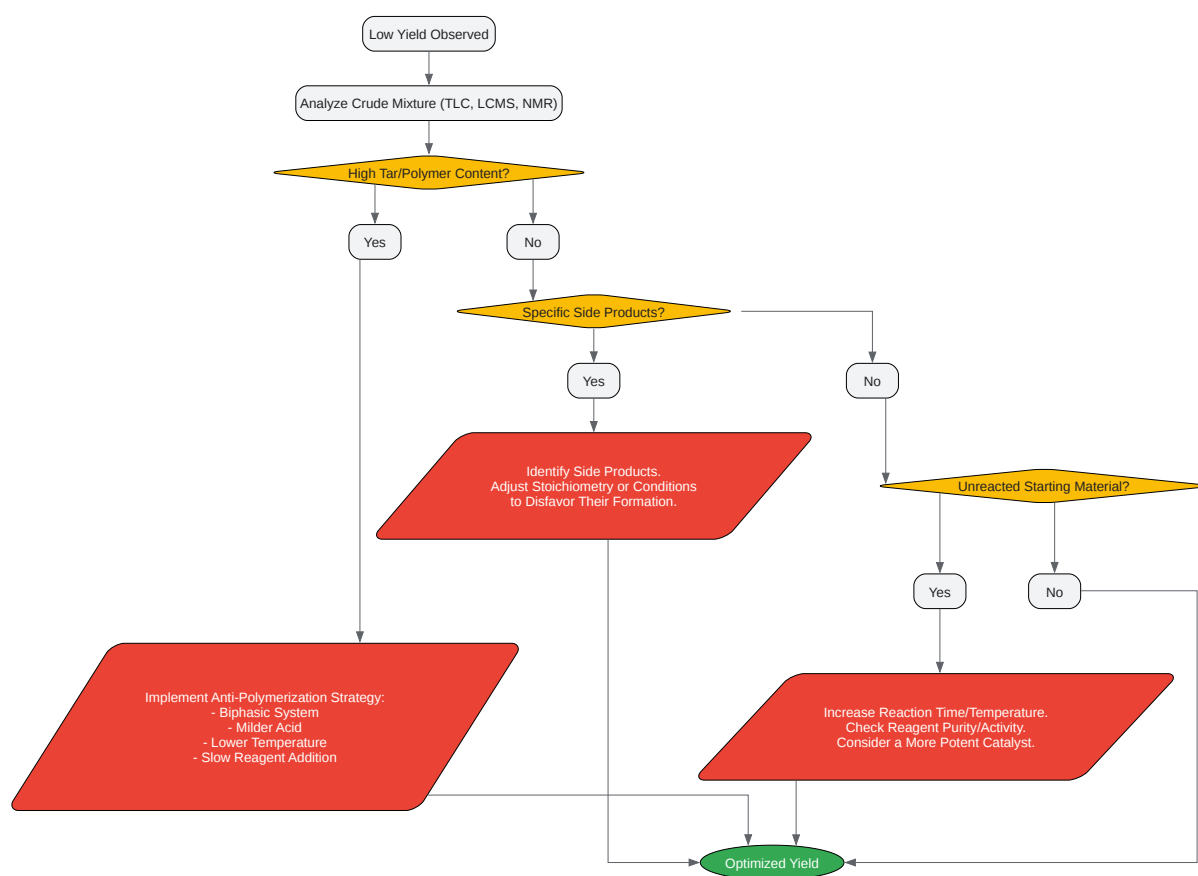 Low Yield Observed
Analyze Crude Mixture (TLC, LCMS, NMR)
High Tar/Polymer Content?
Yes
No
Specific Side Products?
Yes
No
Identify Side Products.
Adjust Stoichiometry or Conditions
to Disfavor Their Formation.
Unreacted Starting Material?
Yes
No
Implement Anti-Polymerization Strategy:
- Biphasic System
- Milder Acid
- Lower Temperature
- Slow Reagent Addition
Increase Reaction Time/Temperature.
Check Reagent Purity/Activity.
Consider a More Potent Catalyst.
Optimized Yield